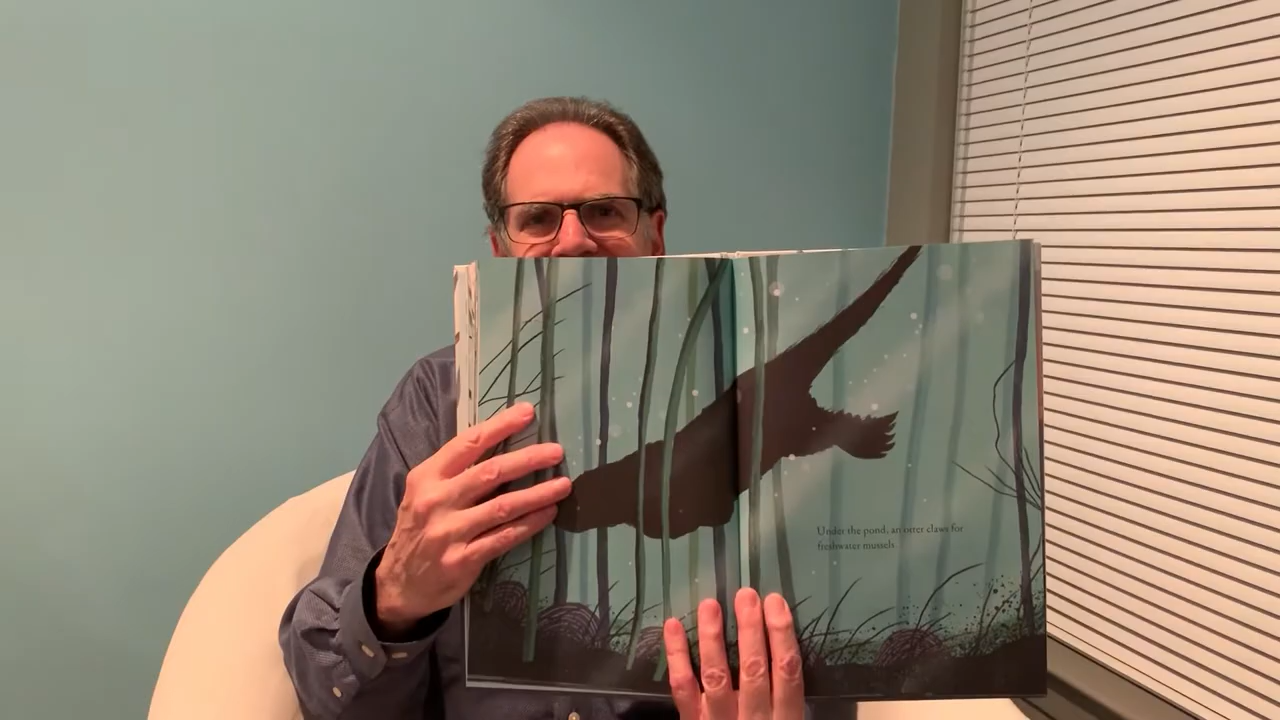 Under the pond, an otter claws for
freshwater mussels.